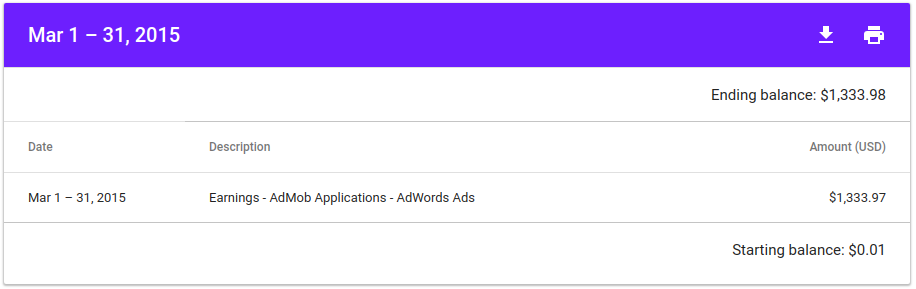 Mar 1 – 31, 2015
Ending balance: $1,333.98
Date Description Amount (USD)
Mar 1 – 31, 2015 Earnings - AdMob Applications - AdWords Ads $1,333.97
Starting balance: $0.01